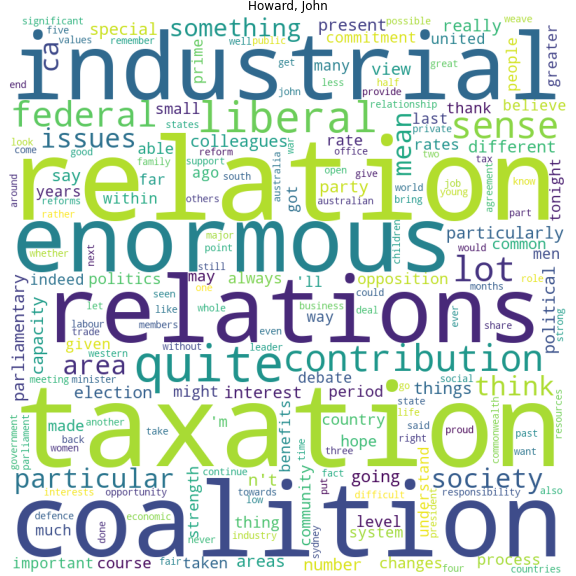 Howard, John
significant special something present possible weave
five ca prime many view commitment really united people greater
values remember well public great
industrial
end john get less half provide
federal liberal small believe
relationship last thank sense
issues colleagues rate mean rates different
states war
look come good able reform office private two tax know
say family ago support south australia open give party agreement job young tonight
relation
around years reforms within far others got australian world bring part
rather
enormous
whether next major point still children particularly would common men
indeed politics may always 'll opposition lot months role
parliamentary capacity let seen one business could ever political strong
relations
given labour trade like members whole even deal way share
western without leader
area quite contribution
meeting minister election might interest debate period go social things think
taxation
government parliament made another 'm benefits country state life said commonwealth past resources
back women take hope three right proud want
particular strength n't continue time fact going understand society
interests opportunity towards put difficult president responsibility also
coalition
defence economic low community
much done never thing industry sydney level system
important course fair taken areas number changes four process countries